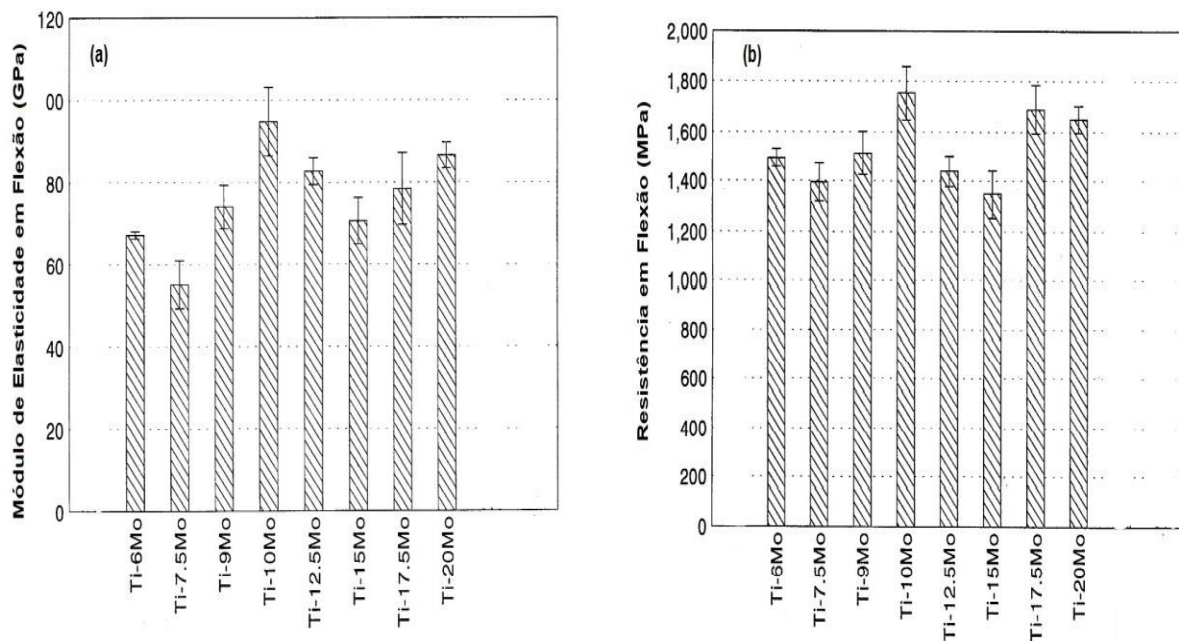 Módulo de Elasticidade em Flexão (GPa)
(a)
120
00
80
60
40
20
0
Ti-6Mo
Ti-7.5Mo
Ti-9Mo
Ti-10Mo
Ti-12.5Mo
Ti-15Mo
Ti-17.5Mo
Ti-20Mo
Resistência em Flexão (MPa)
(b)
2,000
1,800
1,600
1,400
1,200
1,000
800
600
400
200
0
Ti-6Mo
Ti-7.5Mo
Ti-9Mo
Ti-10Mo
Ti-12.5Mo
Ti-15Mo
Ti-17.5Mo
Ti-20Mo